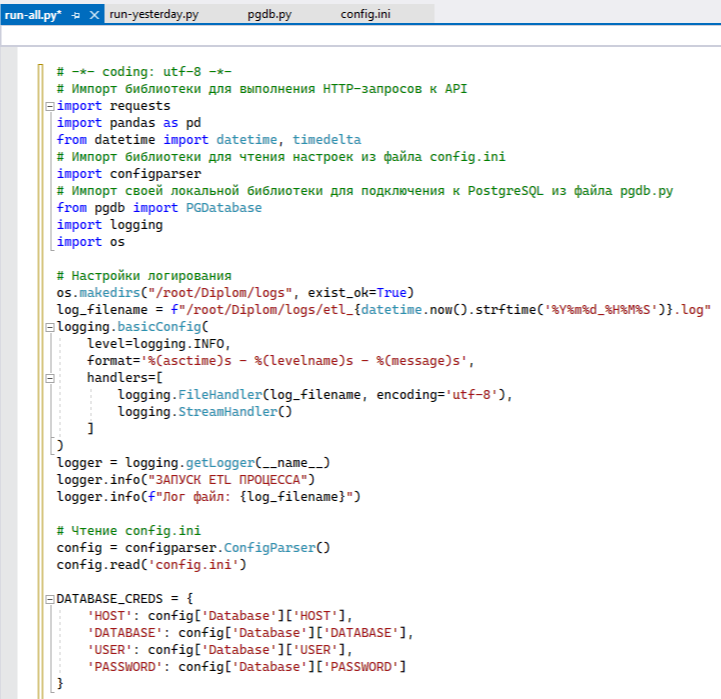 run-all.py* run-yesterday.py pgdb.py config.ini
# -*- coding: utf-8 -*-
# Импорт библиотеки для выполнения HTTP-запросов к API
import requests
import pandas as pd
from datetime import datetime, timedelta
# Импорт библиотеки для чтения настроек из файла config.ini
import configparser
# Импорт своей локальной библиотеки для подключения к PostgreSQL из файла pgdb.py
from pgdb import PGDatabase
import logging
import os
# Настройки логирования
os.makedirs("/root/Diplom/logs", exist_ok=True)
log_filename = f"/root/Diplom/logs/etl_{datetime.now().strftime('%Y%m%d_%H%M%S')}.log"
logging.basicConfig(
    level=logging.INFO,
    format='%(asctime)s - %(levelname)s - %(message)s',
    handlers=[
        logging.FileHandler(log_filename, encoding='utf-8'),
        logging.StreamHandler()
    ]
)
logger = logging.getLogger(__name__)
logger.info("ЗАПУСК ETL ПРОЦЕССА")
logger.info(f"Лог файл: {log_filename}")
# Чтение config.ini
config = configparser.ConfigParser()
config.read('config.ini')
DATABASE_CREDS = {
    'HOST': config['Database']['HOST'],
    'DATABASE': config['Database']['DATABASE'],
    'USER': config['Database']['USER'],
    'PASSWORD': config['Database']['PASSWORD']
}